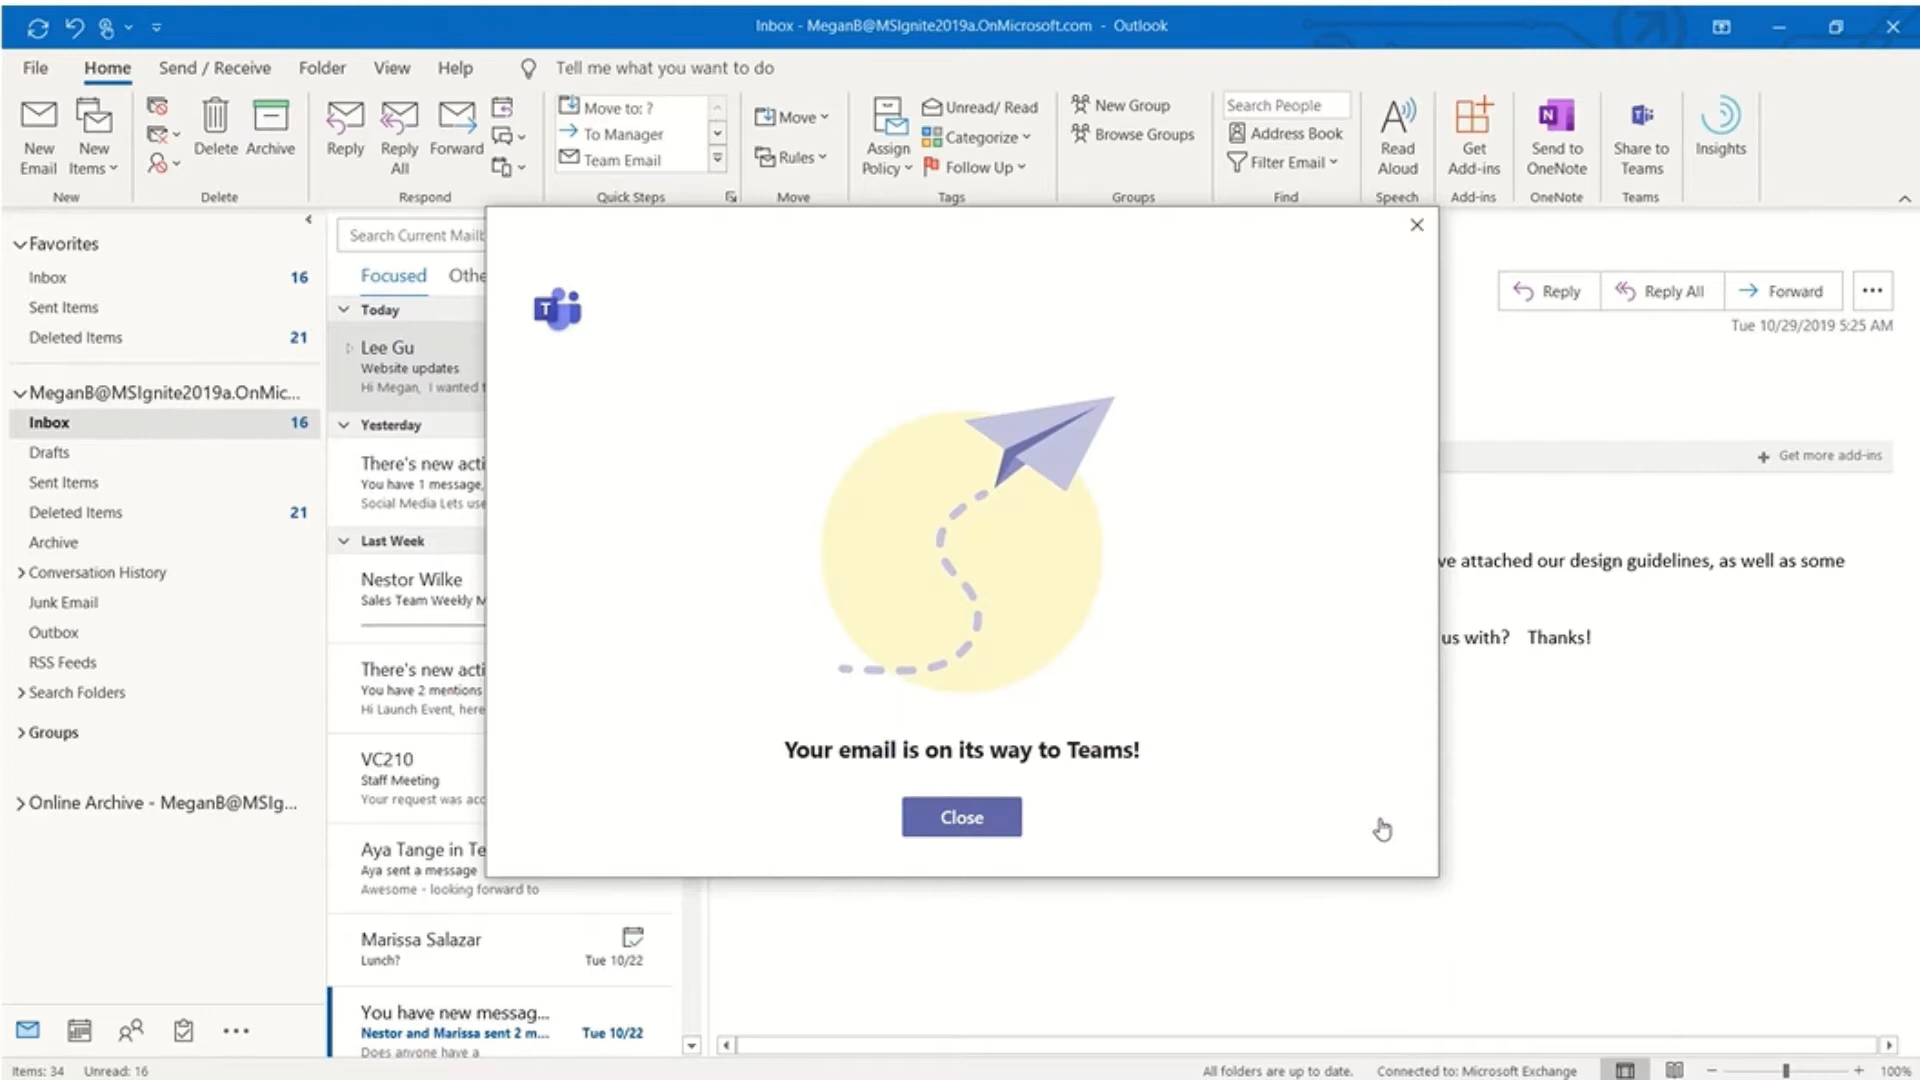 Inbox - MeganB@MSIgnite2019a.OnMicrosoft.com - Outlook
File Home Send / Receive Folder View Help Tell me what you want to do
New Email
New Items
New
Delete
Archive
Delete
Reply
Reply All
Forward
Respond
Move to: ?
To Manager
Team Email
Quick Steps
Move
Rules
Move
Assign Policy
Unread/ Read
Categorize
Follow Up
Tags
New Group
Browse Groups
Groups
Search People
Address Book
Filter Email
Find
Read Aloud
Speech
Get Add-ins
Add-ins
N
Send to OneNote
OneNote
Share to Teams
Teams
Insights
Favorites
Inbox 16
Sent Items
Deleted Items 21
MeganB@MSIgnite2019a.OnMic...
Inbox 16
Drafts
Sent Items
Deleted Items 21
Archive
Conversation History
Junk Email
Outbox
RSS Feeds
Search Folders
Groups
Online Archive - MeganB@MSIg...
Items: 34 Unread: 16
Search Current Mailb
Focused Othe
Today
Lee Gu
Website updates
Hi Megan, I wanted t
Yesterday
There's new acti
You have 1 message,
Social Media Lets use
Last Week
Nestor Wilke
Sales Team Weekly M
There's new acti
You have 2 mentions
Hi Launch Event, here
VC210
Staff Meeting
Your request was acc
Aya Tange in Te
Aya sent a message
Awesome - looking forward to
Marissa Salazar
Lunch? Tue 10/22
You have new messag...
Nestor and Marissa sent 2 m... Tue 10/22
Does anyone have a
T
Your email is on its way to Teams!
Close
Reply Reply All Forward
Tue 10/29/2019 5:25 AM
Get more add-ins
ve attached our design guidelines, as well as some
us with? Thanks!
All folders are up to date. Connected to: Microsoft Exchange 100%